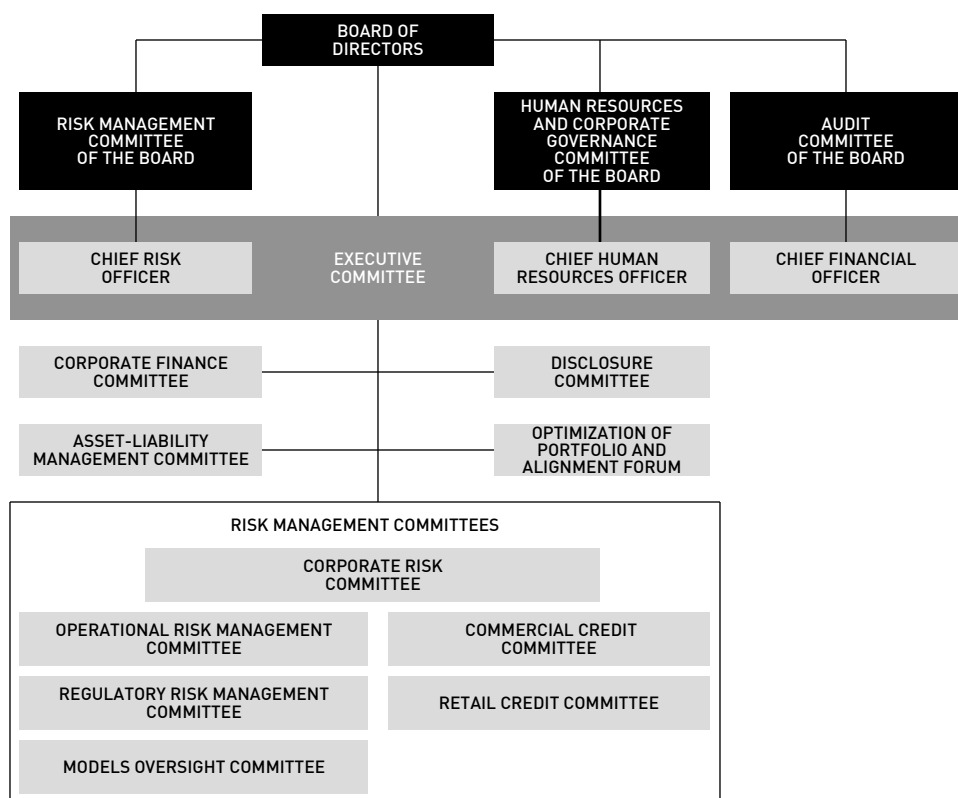 BOARD OF
DIRECTORS
RISK MANAGEMENT
COMMITTEE
OF THE BOARD
HUMAN RESOURCES
AND CORPORATE
GOVERNANCE
COMMITTEE
OF THE BOARD
AUDIT
COMMITTEE
OF THE BOARD
CHIEF RISK
OFFICER
EXECUTIVE
COMMITTEE
CHIEF HUMAN
RESOURCES OFFICER
CHIEF FINANCIAL
OFFICER
CORPORATE FINANCE
COMMITTEE
DISCLOSURE
COMMITTEE
ASSET-LIABILITY
MANAGEMENT COMMITTEE
OPTIMIZATION OF
PORTFOLIO AND
ALIGNMENT FORUM
RISK MANAGEMENT COMMITTEES
CORPORATE RISK
COMMITTEE
OPERATIONAL RISK MANAGEMENT
COMMITTEE
COMMERCIAL CREDIT
COMMITTEE
REGULATORY RISK MANAGEMENT
COMMITTEE
RETAIL CREDIT COMMITTEE
MODELS OVERSIGHT COMMITTEE